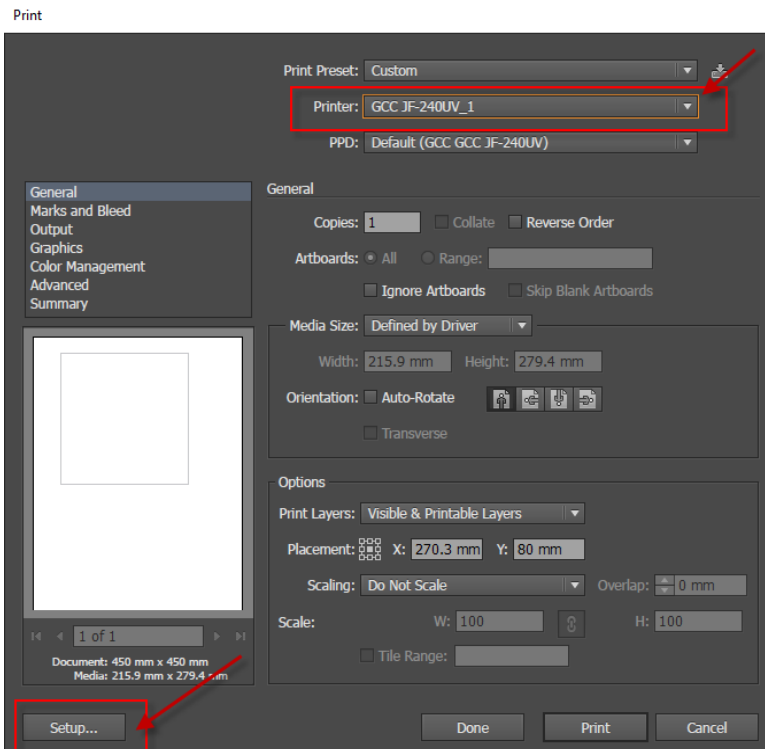 Print
Print Preset: Custom
Printer: GCC JF-240UV_1
PPD: Default (GCC GCC JF-240UV)
General
Marks and Bleed
Output
Graphics
Color Management
Advanced
Summary
General
Copies: 1 Collate Reverse Order
Artboards: All Range:
Ignore Artboards Skip Blank Artboards
Media Size: Defined by Driver
Width: 215.9 mm Height: 279.4 mm
Orientation: Auto-Rotate
Transverse
Options
Print Layers: Visible & Printable Layers
Placement: X: 270.3 mm Y: 80 mm
Scaling: Do Not Scale Overlap: 0 mm
Scale: W: 100 H: 100
Tile Range:
1 of 1
Document: 450 mm x 450 mm
Media: 215.9 mm x 279.4 mm
Setup... Done Print Cancel